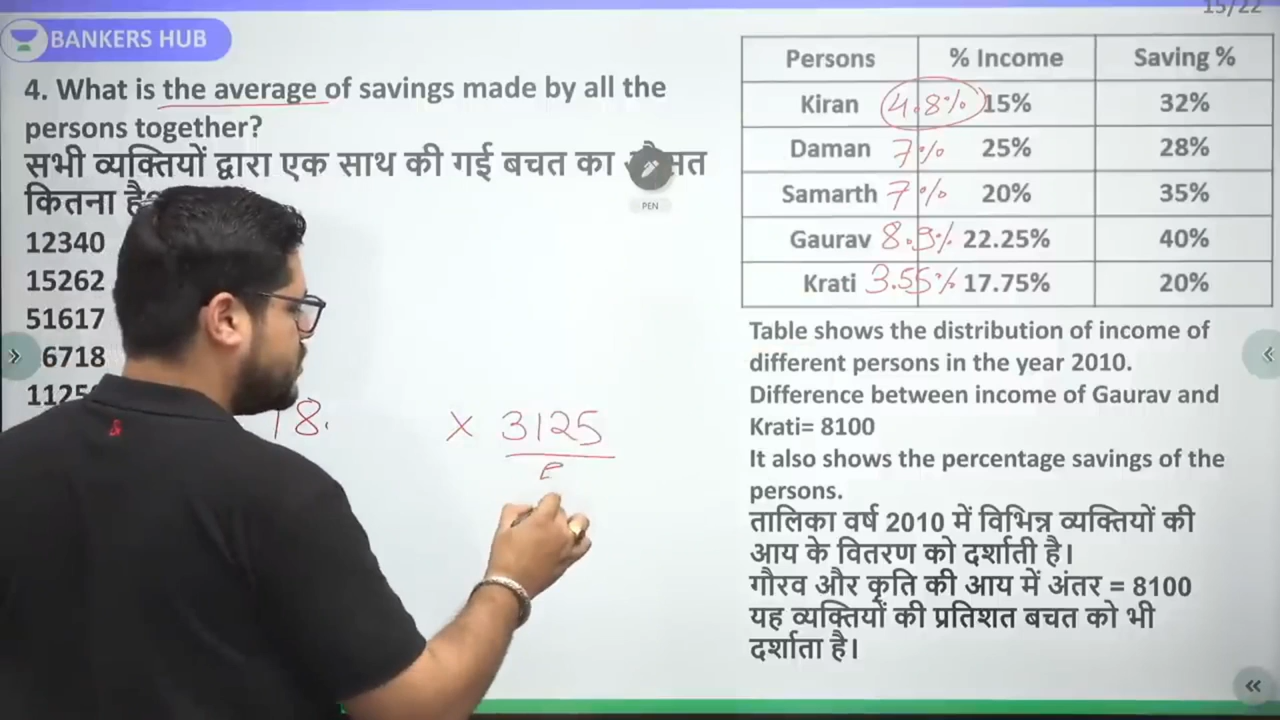 15/22
BANKERS HUB
4. What is the average of savings made by all the
persons together?
सभी व्यक्तियों द्वारा एक साथ की गई बचत का
कितना
12340
15262
51617
6718
1125
18.
× 3125
PEN
Persons % Income Saving %
Kiran 4.8% 15% 32%
Daman 7% 25% 28%
Samarth 7% 20% 35%
Gaurav 8.9% 22.25% 40%
Krati 3.55% 17.75% 20%
Table shows the distribution of income of
different persons in the year 2010.
Difference between income of Gaurav and
Krati= 8100
It also shows the percentage savings of the
persons.
तालिका वर्ष 2010 में विभिन्न व्यक्तियों की
आय के वितरण को दर्शाती है।
गौरव और कृति की आय में अंतर = 8100
यह व्यक्तियों की प्रतिशत बचत को भी
दर्शाता है।